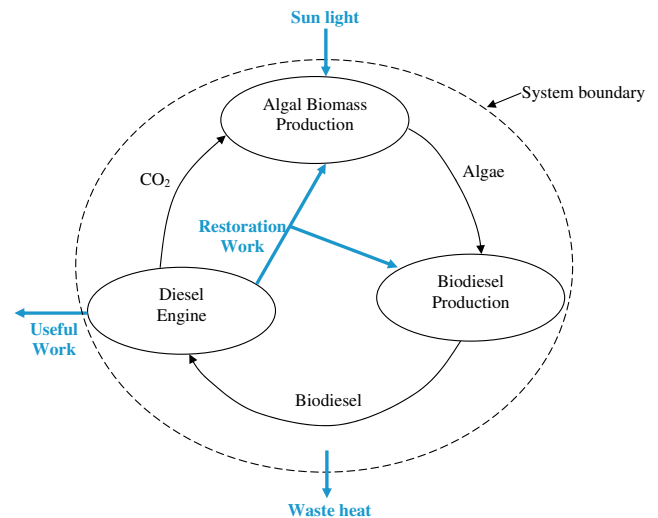 Sun light
System boundary
Algal Biomass
Production
CO₂
Algae
Restoration
Work
Diesel
Engine
Biodiesel
Production
Useful
Work
Biodiesel
Waste heat